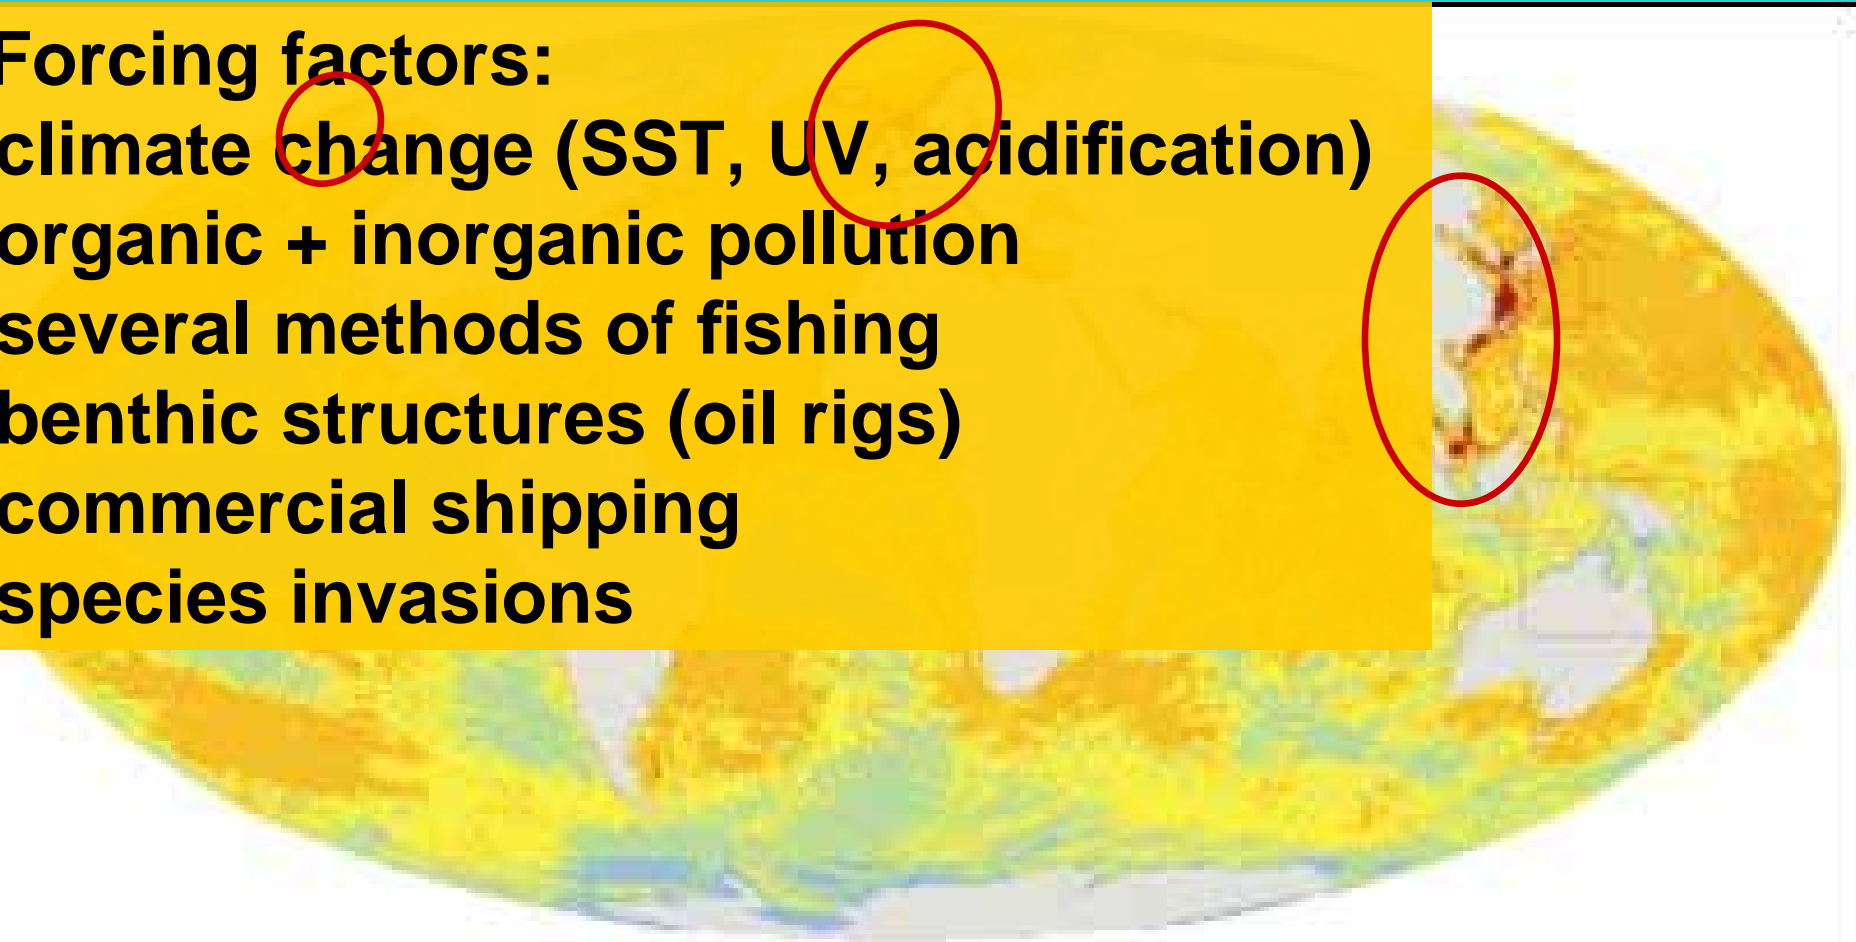 Forcing factors:
climate change (SST, UV, acidification)
organic + inorganic pollution
several methods of fishing
benthic structures (oil rigs)
commercial shipping
species invasions